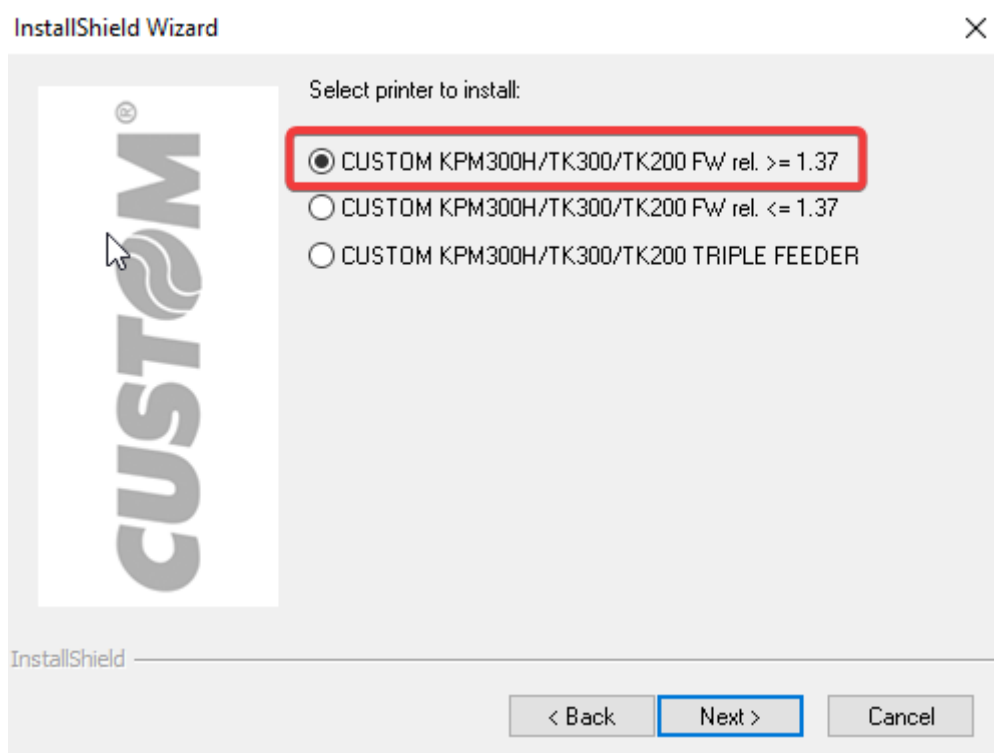 InstallShield Wizard
Select printer to install:
CUSTOM KPM300H/TK300/TK200 FW rel. >= 1.37
CUSTOM KPM300H/TK300/TK200 FW rel. <= 1.37
CUSTOM KPM300H/TK300/TK200 TRIPLE FEEDER
CUSTOM®
InstallShield
< Back
Next >
Cancel